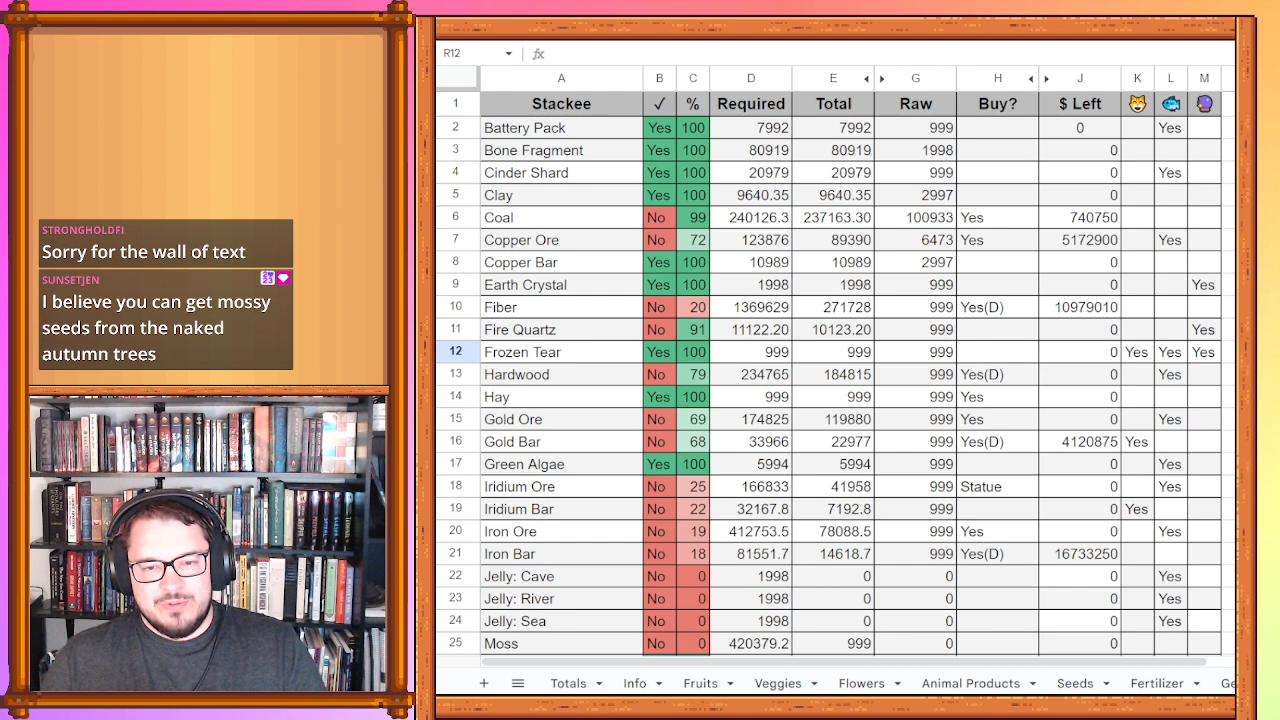 STRONGHOLDFI
Sorry for the wall of text
SUNSETJEN
I believe you can get mossy
seeds from the naked
autumn trees
R12 fx
A B C D E G H J K L M
1 Stackee ✓ % Required Total Raw Buy? $ Left
2 Battery Pack Yes 100 7992 7992 999 0 Yes
3 Bone Fragment Yes 100 80919 80919 1998 0
4 Cinder Shard Yes 100 20979 20979 999 0 Yes
5 Clay Yes 100 9640.35 9640.35 2997 0
6 Coal No 99 240126.3 237163.30 100933 Yes 740750
7 Copper Ore No 72 123876 89390 6473 Yes 5172900 Yes
8 Copper Bar Yes 100 10989 10989 2997 0
9 Earth Crystal Yes 100 1998 1998 999 0 Yes
10 Fiber No 20 1369629 271728 999 Yes(D) 10979010
11 Fire Quartz No 91 11122.20 10123.20 999 0 Yes
12 Frozen Tear Yes 100 999 999 999 0 Yes Yes Yes
13 Hardwood No 79 234765 184815 999 Yes(D) 0 Yes
14 Hay Yes 100 999 999 999 Yes 0
15 Gold Ore No 69 174825 119880 999 Yes 0 Yes
16 Gold Bar No 68 33966 22977 999 Yes(D) 4120875 Yes
17 Green Algae Yes 100 5994 5994 999 0 Yes
18 Iridium Ore No 25 166833 41958 999 Statue 0 Yes
19 Iridium Bar No 22 32167.8 7192.8 999 0 Yes
20 Iron Ore No 19 412753.5 78088.5 999 Yes 0 Yes
21 Iron Bar No 18 81551.7 14618.7 999 Yes(D) 16733250
22 Jelly: Cave No 0 1998 0 0 0 Yes
23 Jelly: River No 0 1998 0 0 0 Yes
24 Jelly: Sea No 0 1998 0 0 0 Yes
25 Moss No 0 420379.2 999 0 0
+ Totals Info Fruits Veggies Flowers Animal Products Seeds Fertilizer Ge